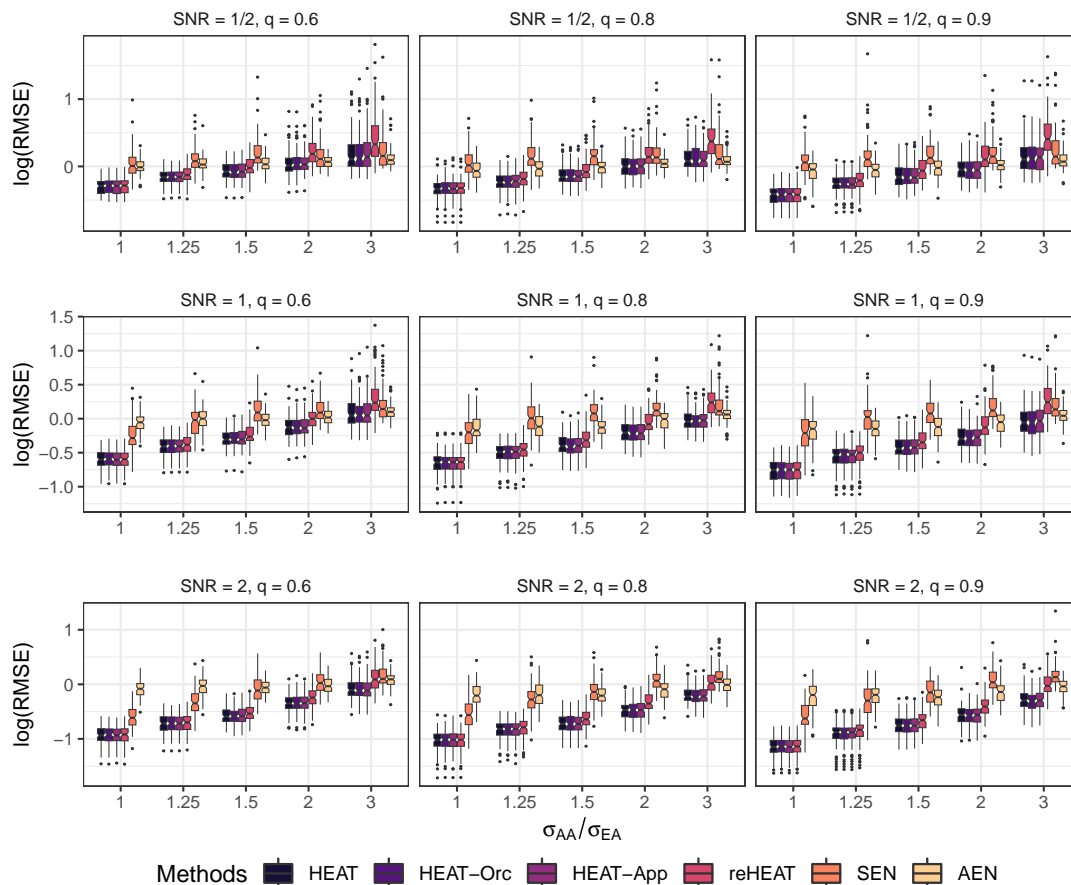 SNR = 1/2, q = 0.6 SNR = 1/2, q = 0.8 SNR = 1/2, q = 0.9
log(RMSE)
1
0
1 1.25 1.5 2 3 1 1.25 1.5 2 3 1 1.25 1.5 2 3
SNR = 1, q = 0.6 SNR = 1, q = 0.8 SNR = 1, q = 0.9
log(RMSE)
1.5
1.0
0.5
0.0
−0.5
−1.0
1 1.25 1.5 2 3 1 1.25 1.5 2 3 1 1.25 1.5 2 3
SNR = 2, q = 0.6 SNR = 2, q = 0.8 SNR = 2, q = 0.9
log(RMSE)
1
0
−1
1 1.25 1.5 2 3 1 1.25 1.5 2 3 1 1.25 1.5 2 3
σAA/σEA
Methods HEAT HEAT−Orc HEAT−App reHEAT SEN AEN